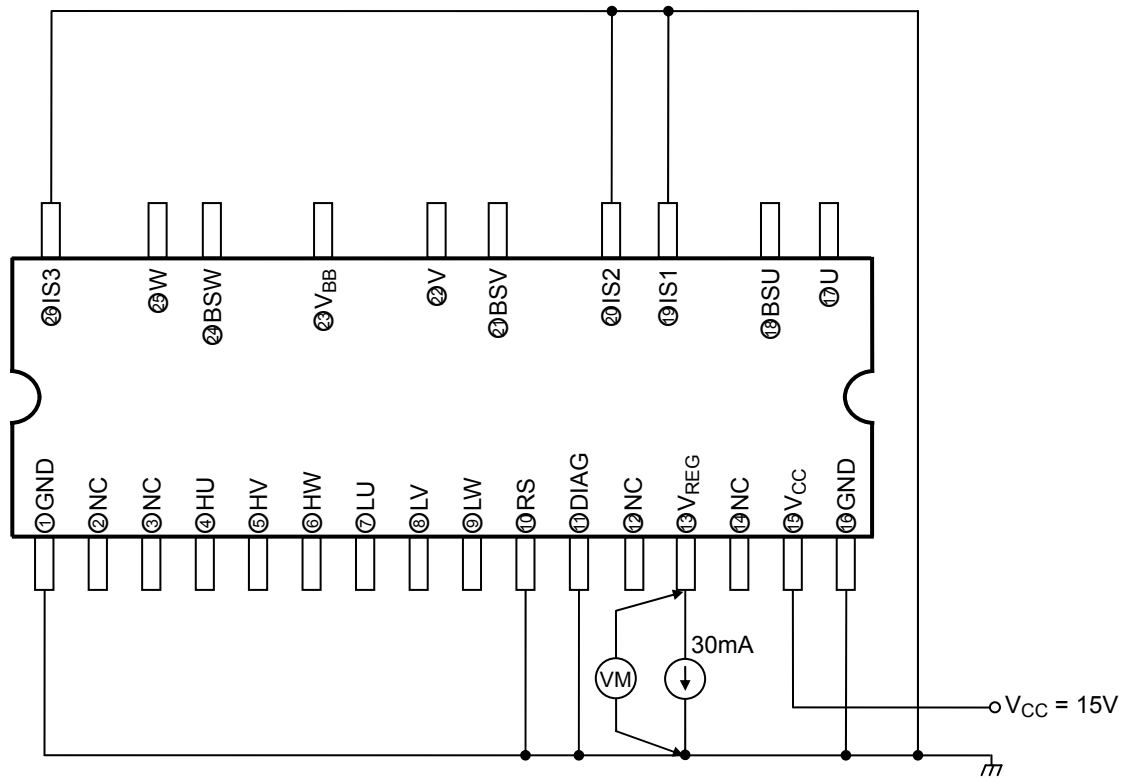 ㉖IS3
㉕W
㉔BSW
㉓VBB
㉒V
㉑BSV
⑳IS2
⑲IS1
⑱BSU
⑰U
①GND
②NC
③NC
④HU
⑤HV
⑥HW
⑦LU
⑧LV
⑨LW
⑩RS
⑪DIAG
⑫NC
⑬VREG
⑭NC
⑮VCC
⑯GND
30mA
VM
VCC = 15V